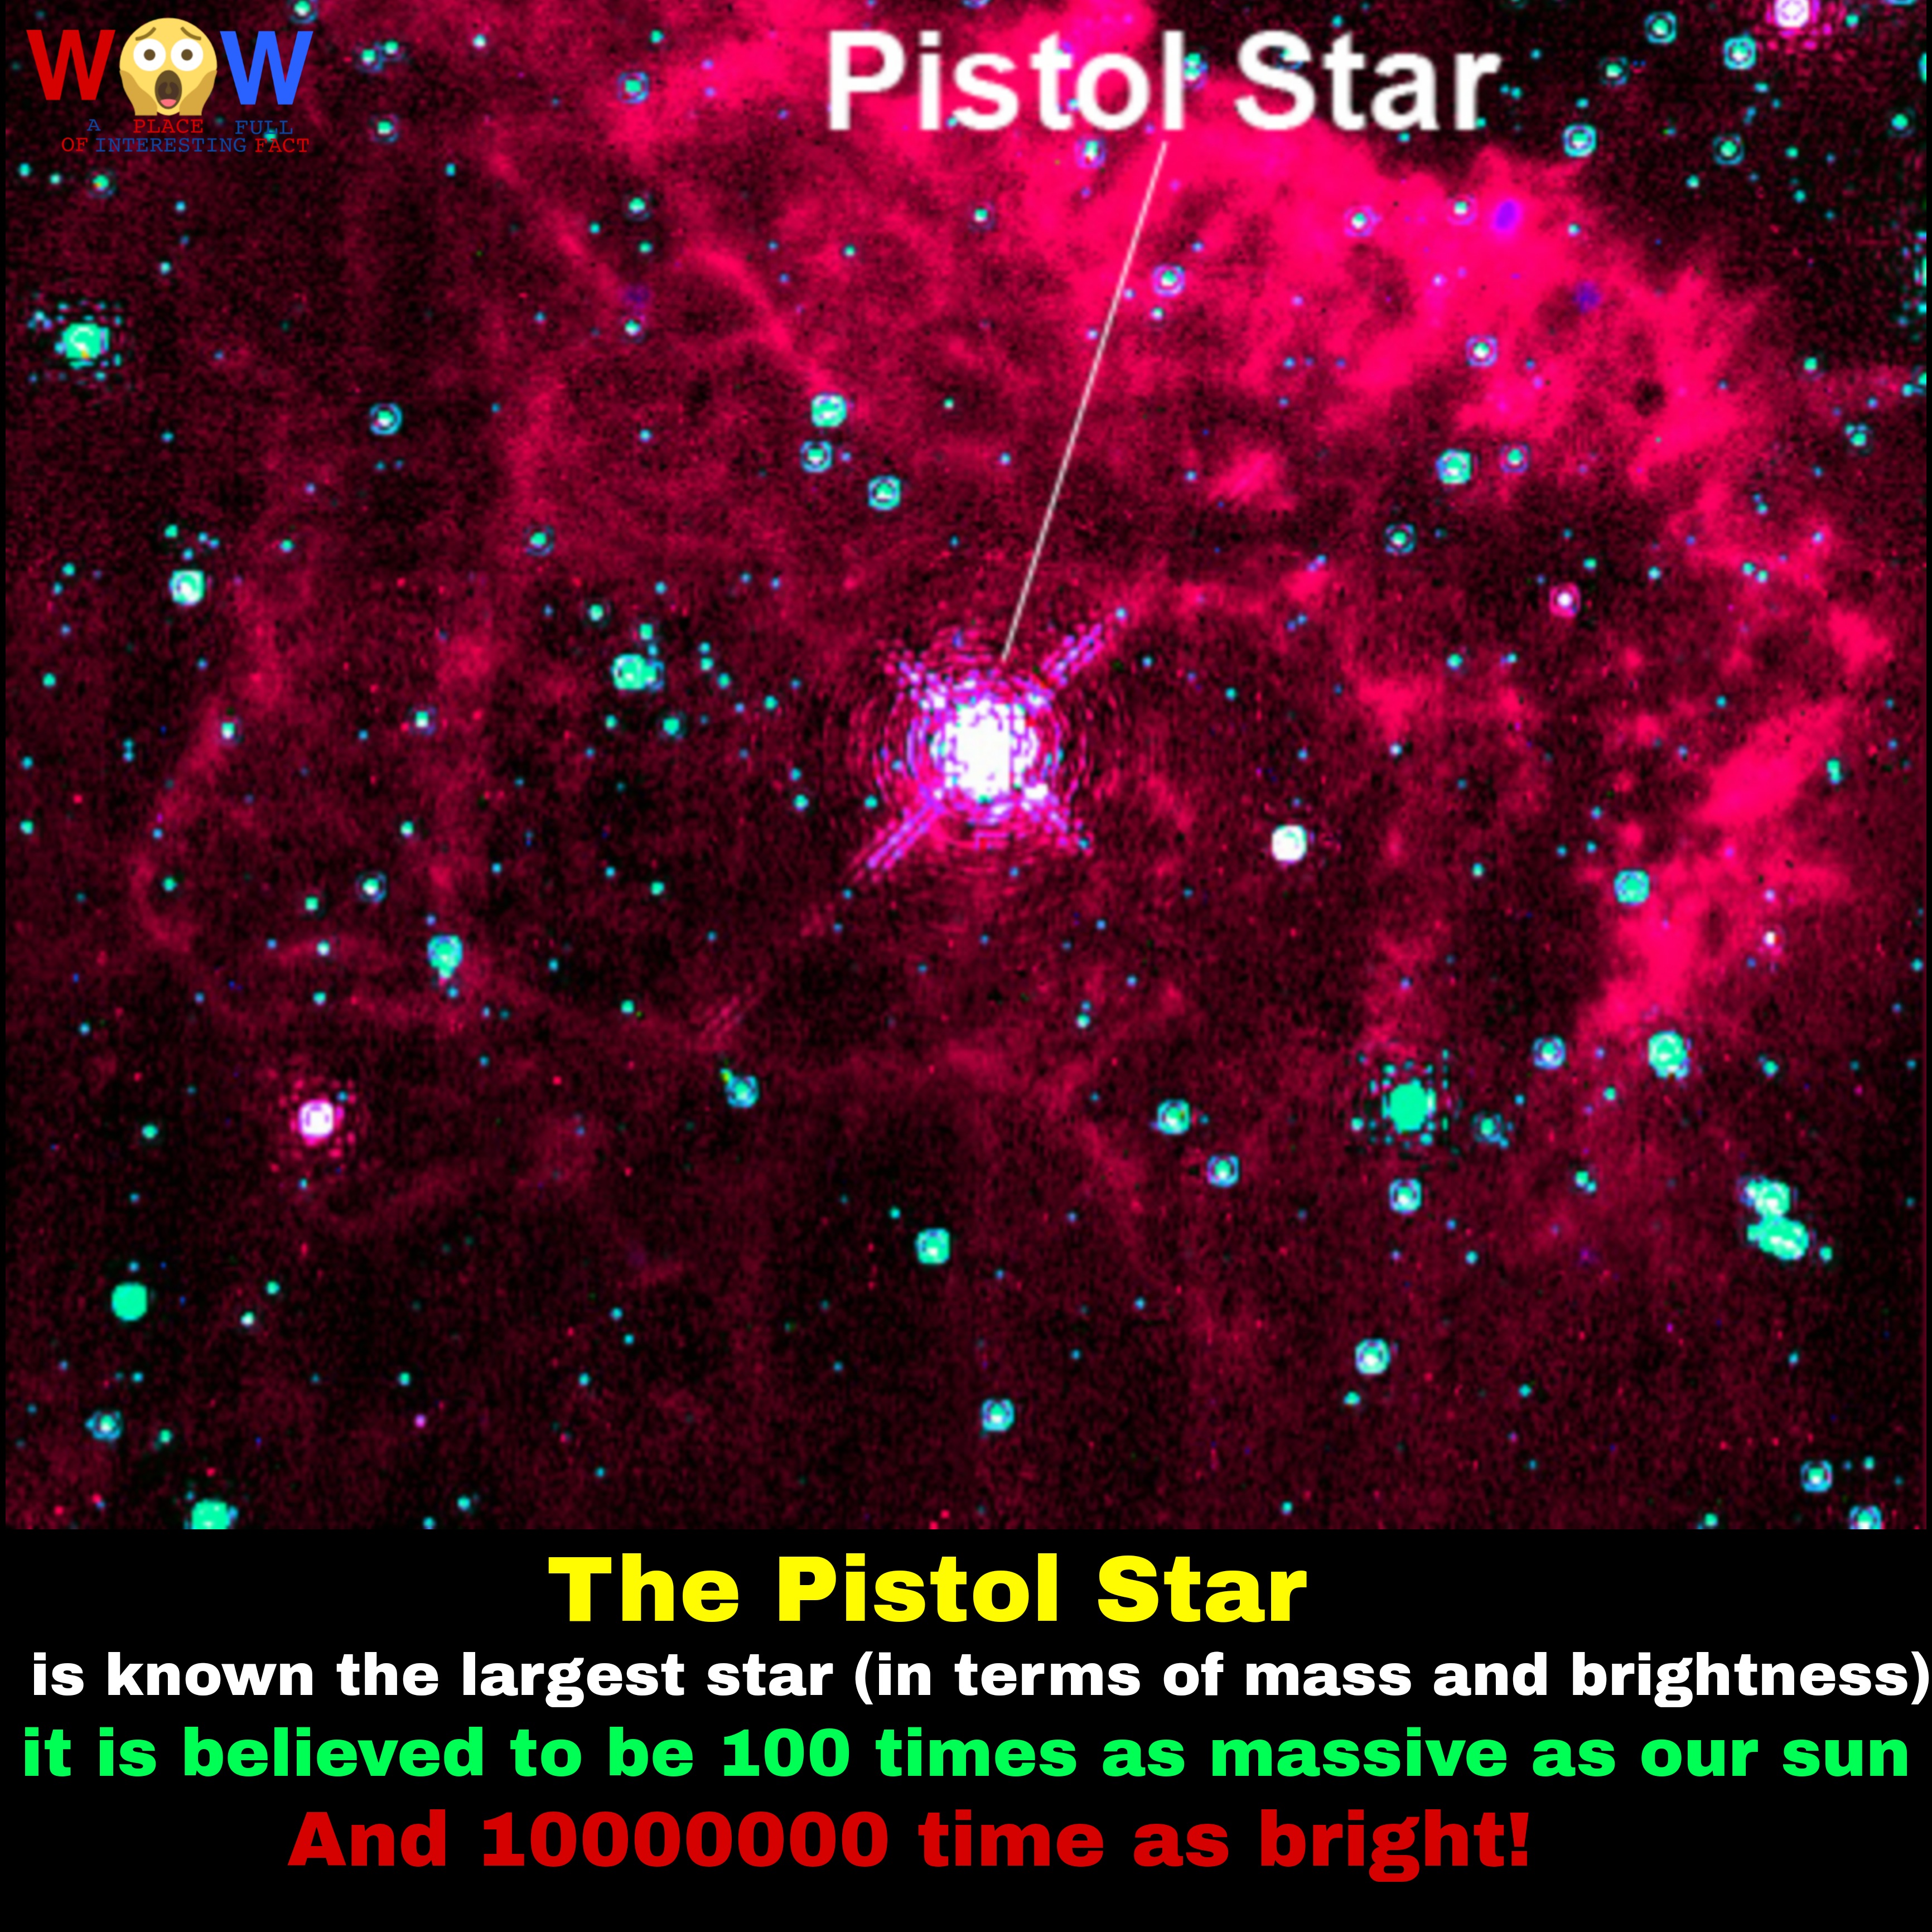 WOW
A PLACE FULL
OF INTERESTING FACT
Pistol Star
The Pistol Star
is known the largest star (in terms of mass and brightness)
it is believed to be 100 times as massive as our sun
And 10000000 time as bright!